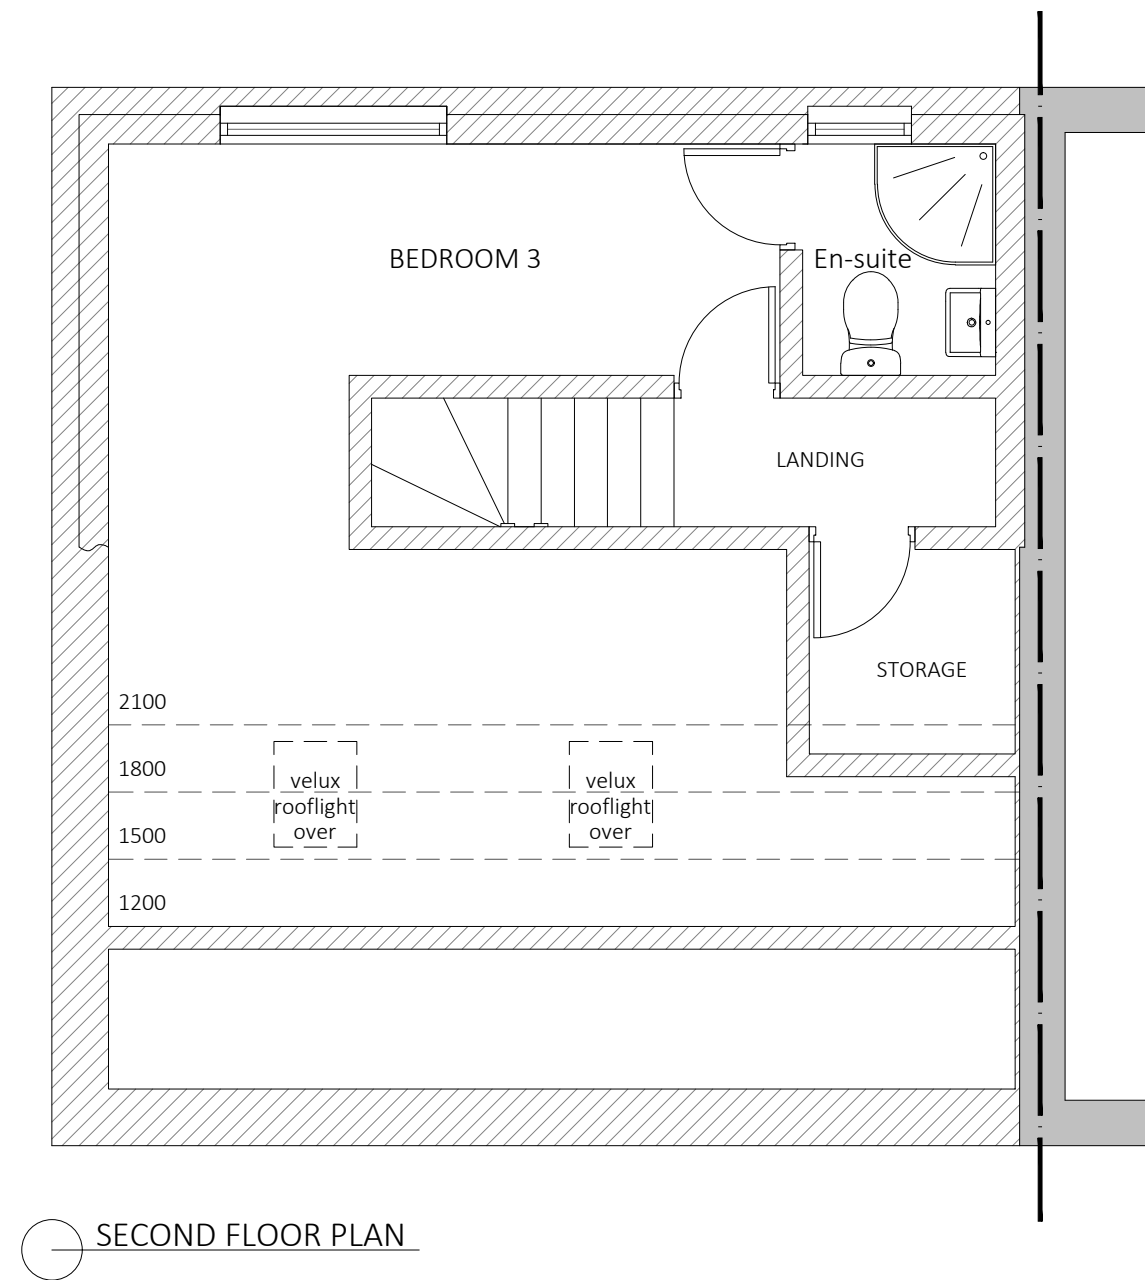 BEDROOM 3
En-suite
LANDING
STORAGE
2100
1800
velux
rooflight
over
velux
rooflight
over
1500
1200
SECOND FLOOR PLAN